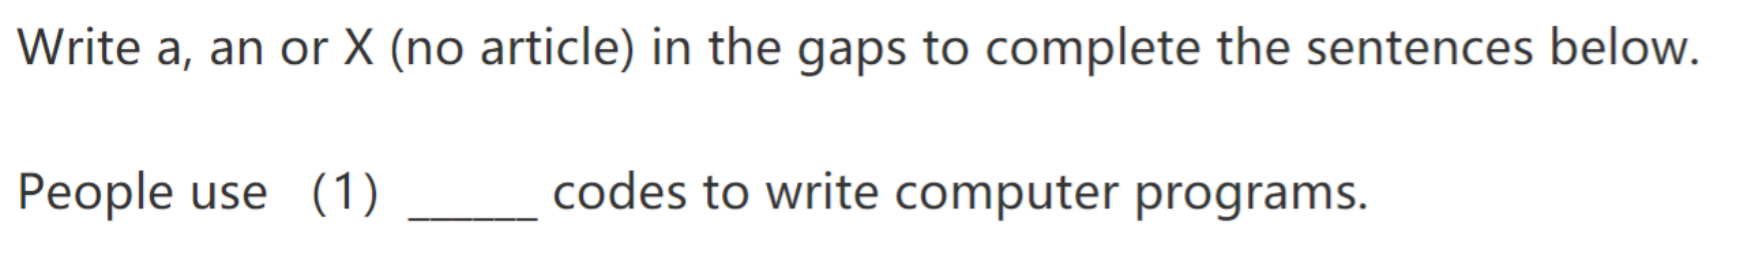 Write a, an or X (no article) in the gaps to complete the sentences below.
People use （1） ______ codes to write computer programs.